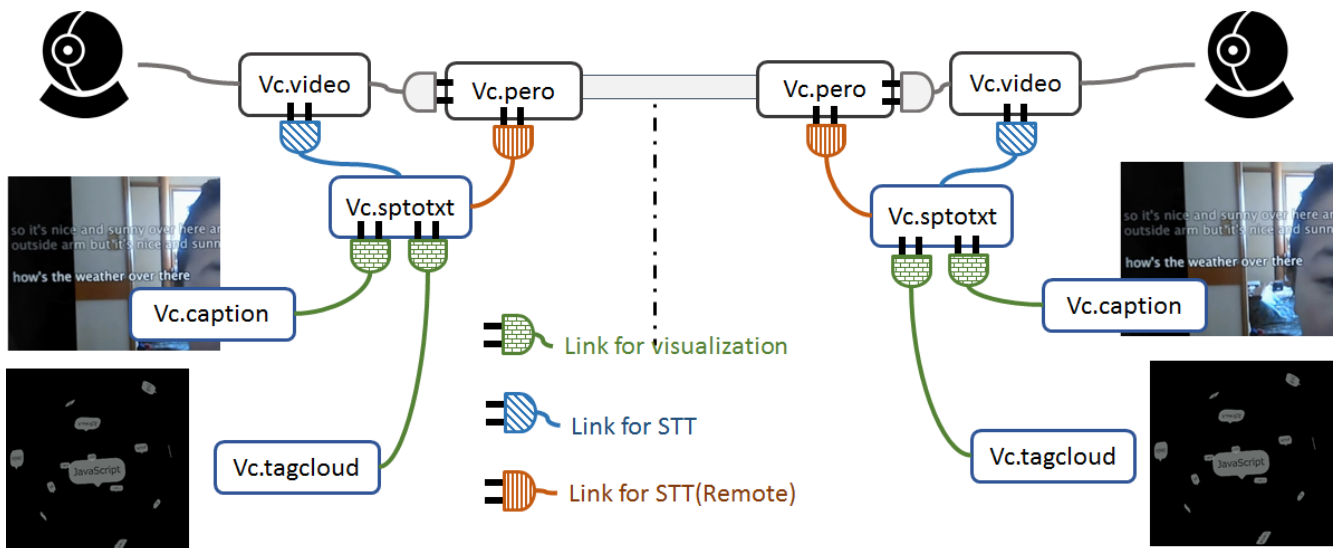 Vc.video
Vc.pero
Vc.pero
Vc.video
Vc.sptotxt
Vc.sptotxt
so it's nice and sunny over here ar
outside arm but it's nice and sunn
how's the weather over there
so it's nice and sunny over here ar
outside arm but it's nice and sunn
how's the weather over there
Vc.caption
Vc.caption
Link for visualization
Link for STT
Link for STT(Remote)
Vc.tagcloud
Vc.tagcloud
JavaScript
JavaScript